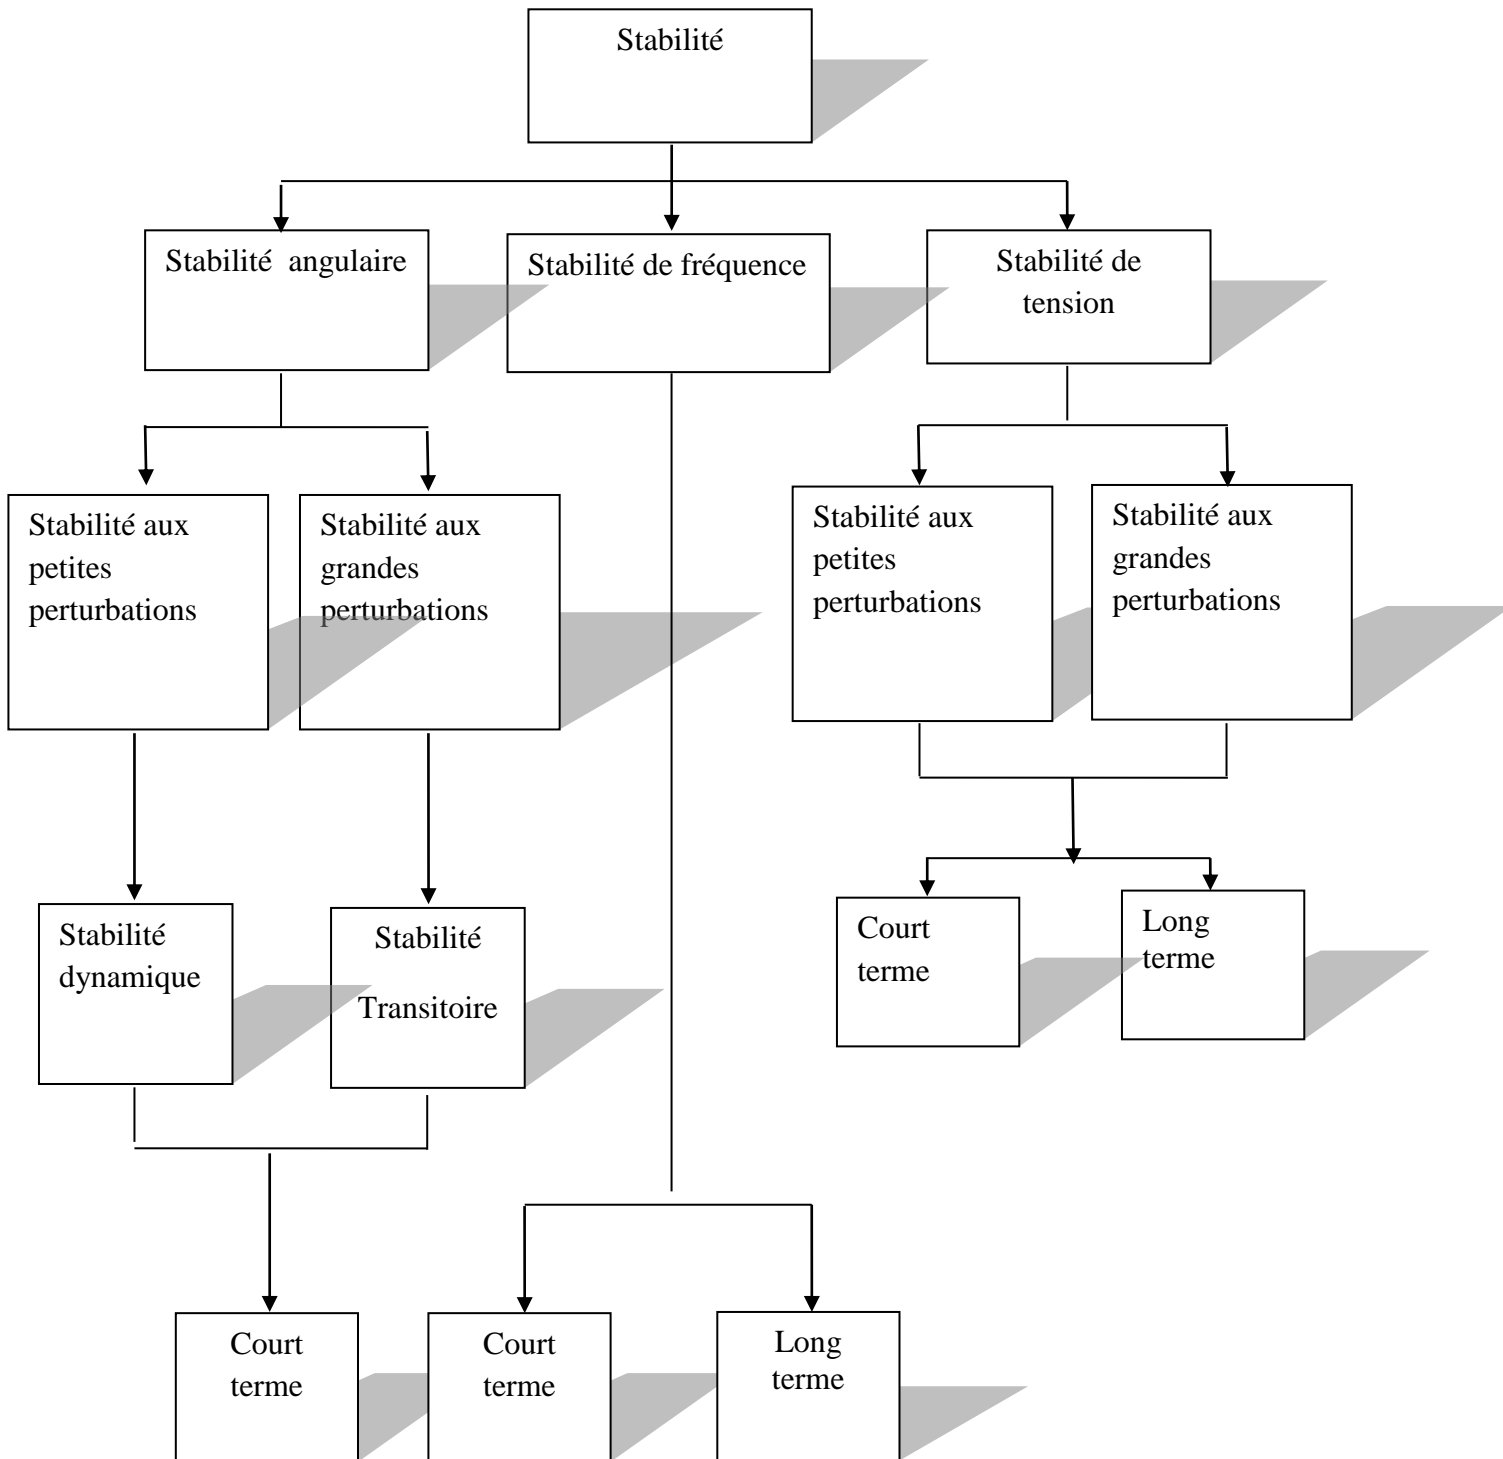 Stabilité
Stabilité  angulaire
Stabilité de fréquence
Stabilité de
tension
Stabilité aux
petites
perturbations
Stabilité aux
grandes
perturbations
Stabilité aux
petites
perturbations
Stabilité aux
grandes
perturbations
Stabilité
dynamique
Stabilité
Transitoire
Court
terme
Long
terme
Court
terme
Court
terme
Long
terme